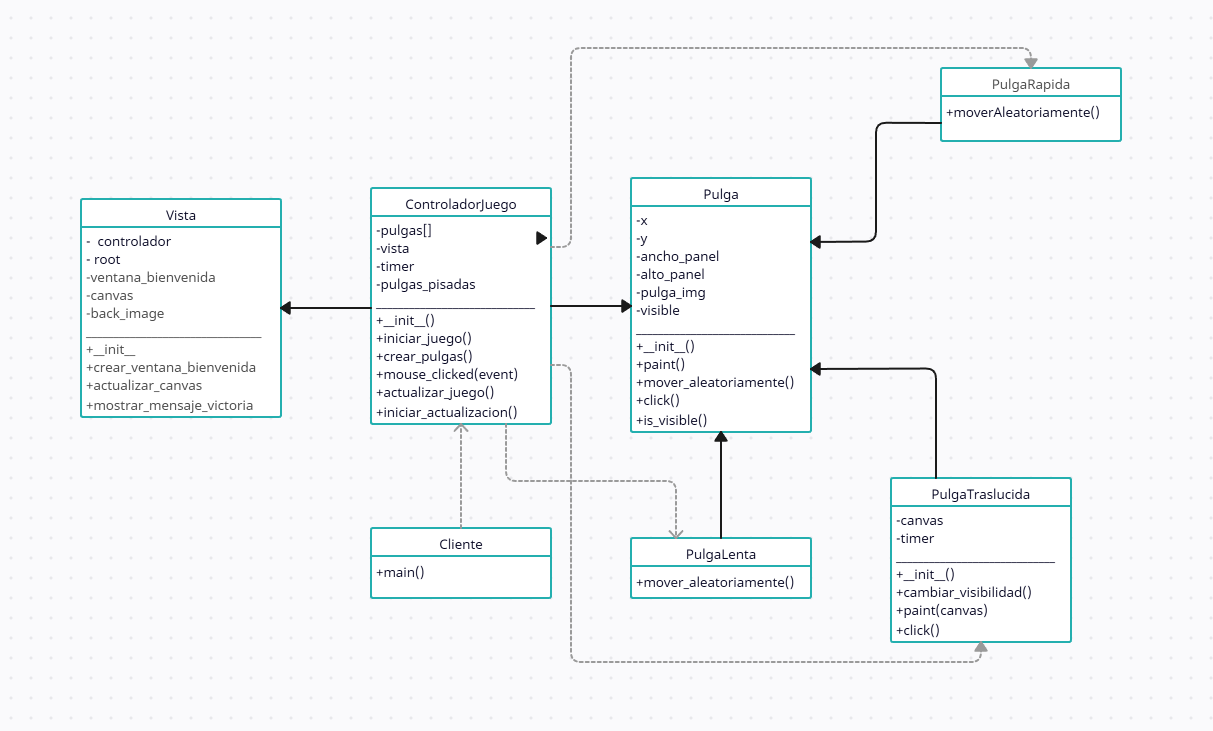 PulgaRapida
+moverAleatoriamente()
Vista
- controlador
- root
-ventana_bienvenida
-canvas
-back_image
+__init__
+crear_ventana_bienvenida
+actualizar_canvas
+mostrar_mensaje_victoria
ControladorJuego
-pulgas[]
-vista
-timer
-pulgas_pisadas
+__init__()
+iniciar_juego()
+crear_pulgas()
+mouse_clicked(event)
+actualizar_juego()
+iniciar_actualizacion()
Pulga
-x
-y
-ancho_panel
-alto_panel
-pulga_img
-visible
+__init__()
+paint()
+mover_aleatoriamente()
+click()
+is_visible()
Cliente
+main()
PulgaLenta
+mover_aleatoriamente()
PulgaTraslucida
-canvas
-timer
+__init__()
+cambiar_visibilidad()
+paint(canvas)
+click()